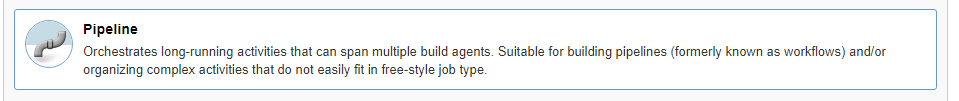 Pipeline
Orchestrates long-running activities that can span multiple build agents. Suitable for building pipelines (formerly known as workflows) and/or
organizing complex activities that do not easily fit in free-style job type.